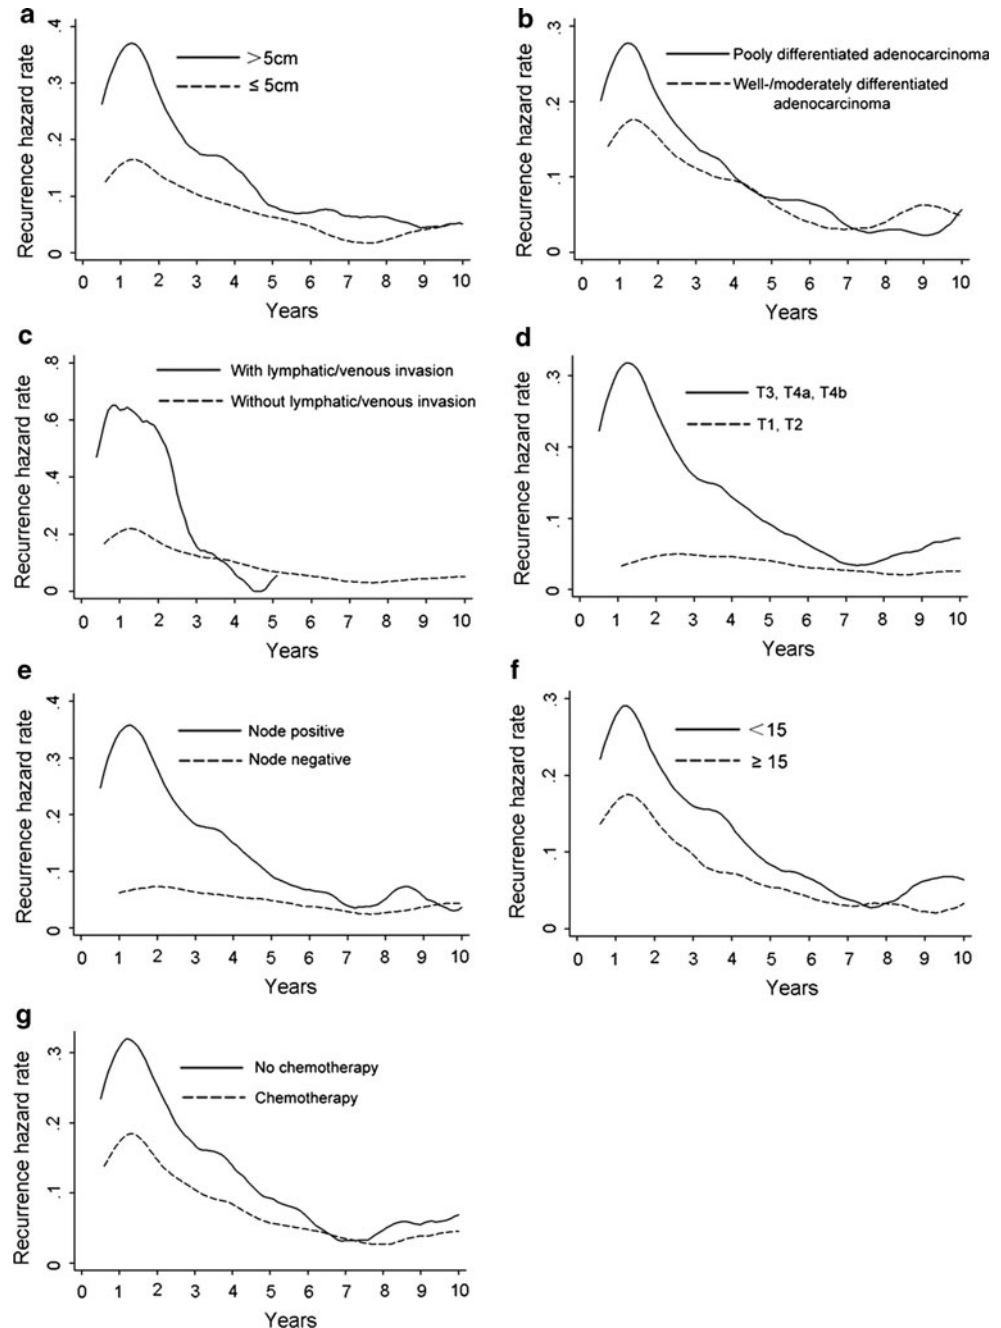 a
Recurrence hazard rate
.4
.3
.2
.1
0
>5cm
≤ 5cm
0 1 2 3 4 5 6 7 8 9 10
Years
b
Recurrence hazard rate
.3
.2
.1
0
Pooly differentiated adenocarcinoma
Well-/moderately differentiated
adenocarcinoma
0 1 2 3 4 5 6 7 8 9 10
Years
c
Recurrence hazard rate
.8
.6
.4
.2
0
With lymphatic/venous invasion
Without lymphatic/venous invasion
0 1 2 3 4 5 6 7 8 9 10
Years
d
Recurrence hazard rate
.3
.2
.1
0
T3, T4a, T4b
T1, T2
0 1 2 3 4 5 6 7 8 9 10
Years
e
Recurrence hazard rate
.4
.3
.2
.1
0
Node positive
Node negative
0 1 2 3 4 5 6 7 8 9 10
Years
f
Recurrence hazard rate
.3
.2
.1
0
<15
≥ 15
0 1 2 3 4 5 6 7 8 9 10
Years
g
Recurrence hazard rate
.3
.2
.1
0
No chemotherapy
Chemotherapy
0 1 2 3 4 5 6 7 8 9 10
Years